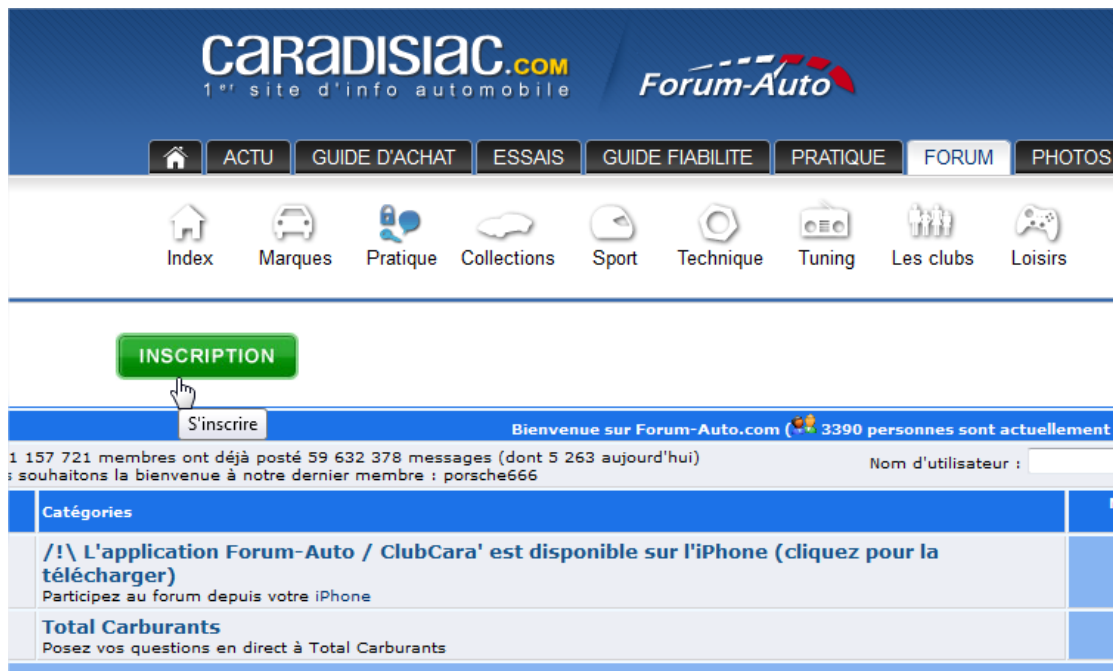 CARADISIAC.COM
1er site d'info automobile
Forum-Auto
ACTU GUIDE D'ACHAT ESSAIS GUIDE FIABILITE PRATIQUE FORUM PHOTOS
Index Marques Pratique Collections Sport Technique Tuning Les clubs Loisirs
INSCRIPTION
S'inscrire
Bienvenue sur Forum-Auto.com ( 3390 personnes sont actuellement
1 157 721 membres ont déjà posté 59 632 378 messages (dont 5 263 aujourd'hui)
Nom d'utilisateur :
souhaitons la bienvenue à notre dernier membre : porsche666
Catégories
/!\ L'application Forum-Auto / ClubCara' est disponible sur l'iPhone (cliquez pour la
télécharger)
Participez au forum depuis votre iPhone
Total Carburants
Posez vos questions en direct à Total Carburants